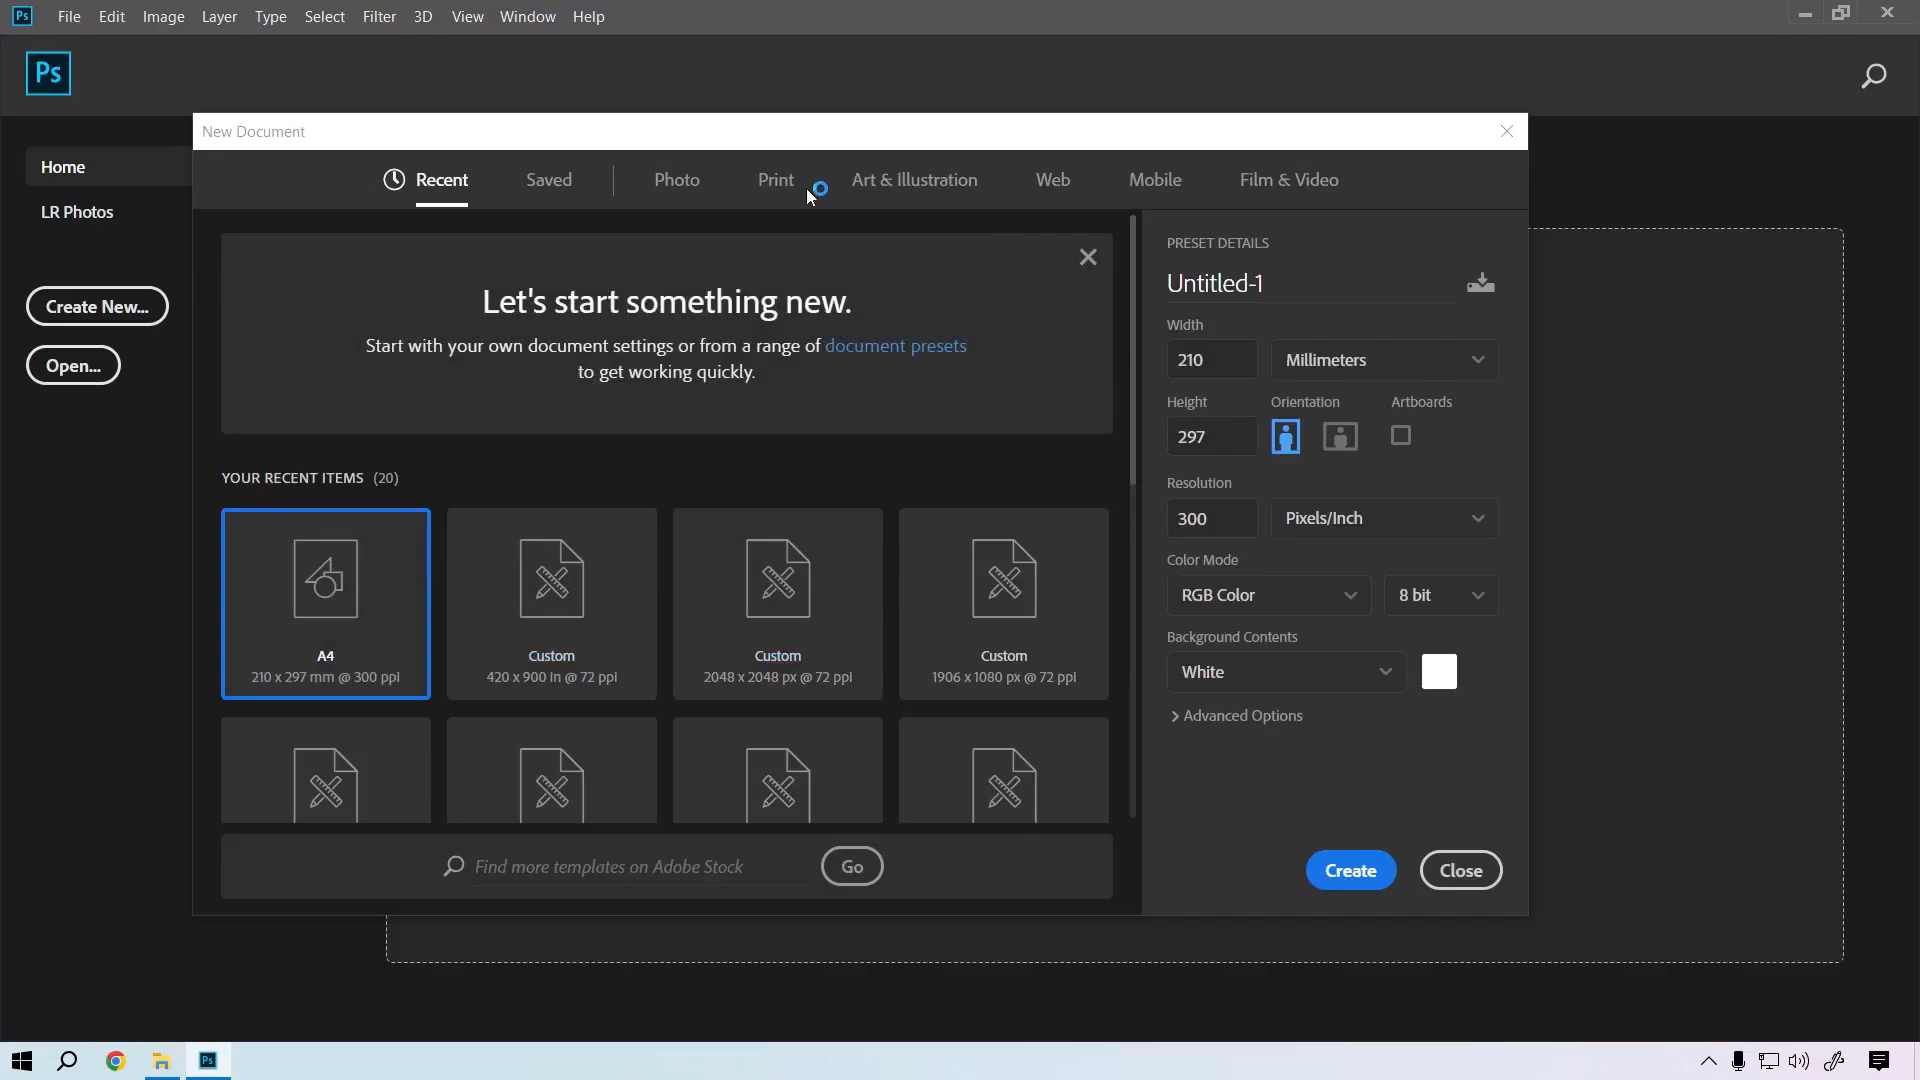 Ps File Edit Image Layer Type Select Filter 3D View Window Help
Ps
New Document
Home
LR Photos
Create New...
Open...
Recent Saved Photo Print Art & Illustration Web Mobile Film & Video
Let's start something new.
Start with your own document settings or from a range of document presets
to get working quickly.
YOUR RECENT ITEMS (20)
A4
210 x 297 mm @ 300 ppi
Custom
420 x 900 in @ 72 ppi
Custom
2048 x 2048 px @ 72 ppi
Custom
1906 x 1080 px @ 72 ppi
Find more templates on Adobe Stock
Go
PRESET DETAILS
Untitled-1
Width
210 Millimeters
Height Orientation Artboards
297
Resolution
300 Pixels/Inch
Color Mode
RGB Color 8 bit
Background Contents
White
Advanced Options
Create Close
Ps